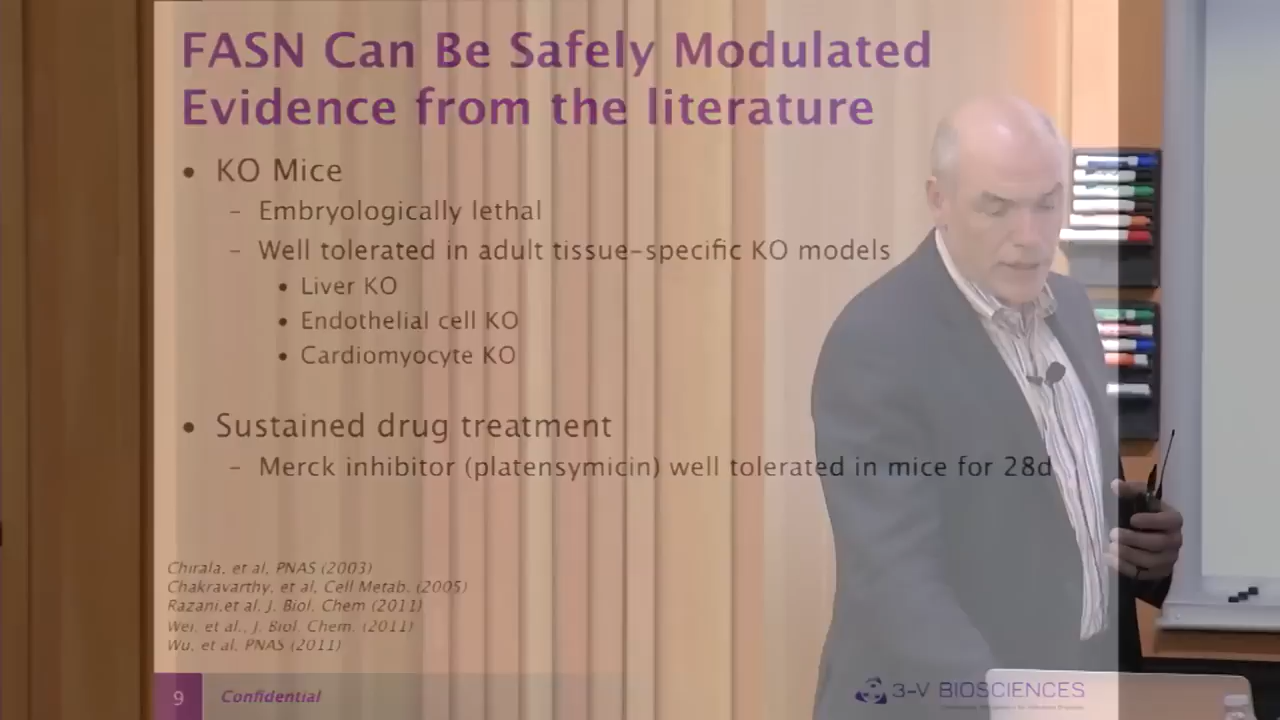 FASN Can Be Safely Modulated
Evidence from the literature
• KO Mice
– Embryologically lethal
– Well tolerated in adult tissue-specific KO models
• Liver KO
• Endothelial cell KO
• Cardiomyocyte KO
• Sustained drug treatment
– Merck inhibitor (platensymicin) well tolerated in mice for 28d
Chirala, et al, PNAS (2003)
Chakravarthy, et al, Cell Metab. (2005)
Razani,et al. J. Biol. Chem (2011)
Wei, et al., J. Biol. Chem. (2011)
Wu, et al. PNAS (2011)
9 Confidential 3-V BIOSCIENCES